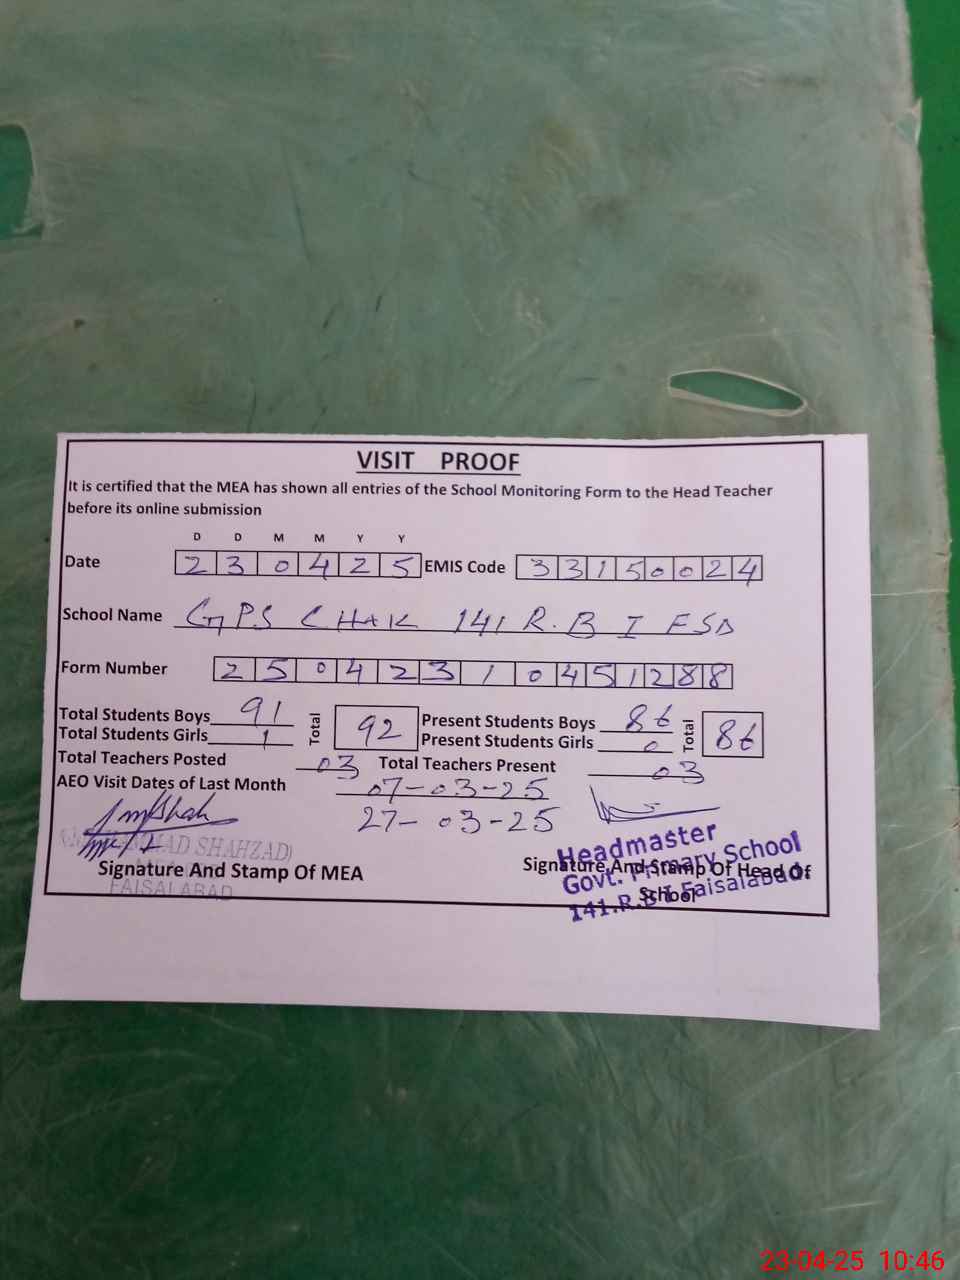 VISIT PROOF
It is certified that the MEA has shown all entries of the School Monitoring Form to the Head Teacher
before its online submission
D D M M Y Y
Date 2 3 0 4 2 5 EMIS Code 3 3 1 5 0 0 2 4
School Name GPS CHAK 141 R.B I FSD
Form Number 2 5 0 4 2 3 1 0 4 5 1 2 8 8
Total Students Boys 91 Total 92 Present Students Boys 86 Total 86
Total Students Girls 1 Present Students Girls 0
Total Teachers Posted 03 Total Teachers Present 03
AEO Visit Dates of Last Month 07-03-25
27-03-25
SHAHZAD)
Signature And Stamp Of MEA
FAISALABAD
Signature And Stamp Of Head Of
School
Headmaster
Govt. Primary School
141.R.B I Faisalabad.
23-04-25 10:46